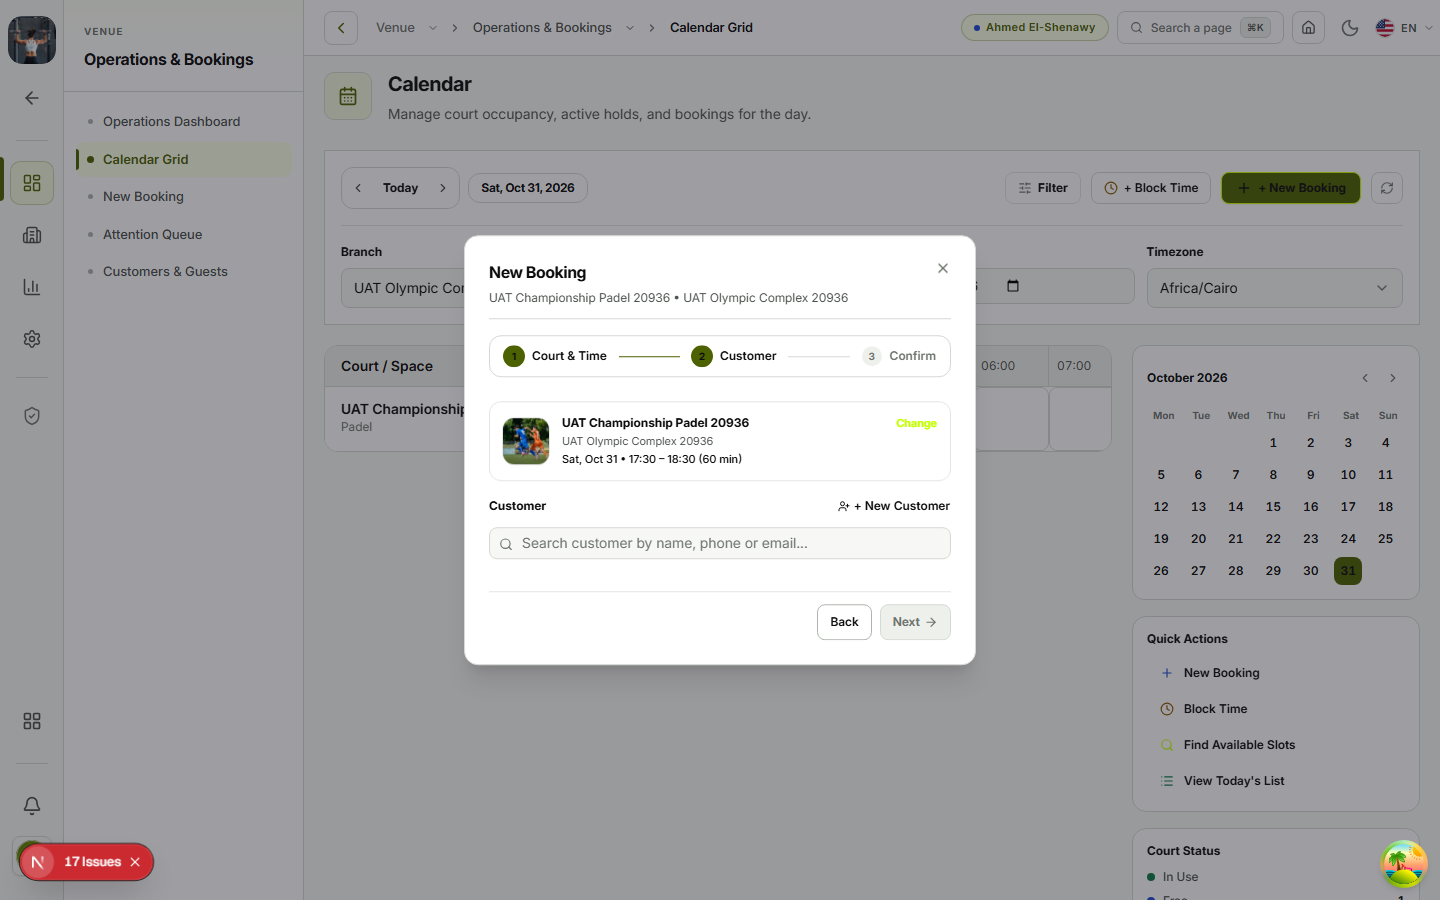 VENUE
Operations & Bookings
Operations Dashboard
Calendar Grid
New Booking
Attention Queue
Customers & Guests
Venue
Operations & Bookings
Calendar Grid
Ahmed El-Shenawy
Search a page ⌘K
EN
Calendar
Manage court occupancy, active holds, and bookings for the day.
Today
Sat, Oct 31, 2026
Filter
+ Block Time
+ New Booking
Branch
Timezone
UAT Olympic Co
Africa/Cairo
Court / Space
06:00
07:00
UAT Championship
Padel
New Booking
UAT Championship Padel 20936 • UAT Olympic Complex 20936
1 Court & Time
2 Customer
3 Confirm
UAT Championship Padel 20936
Change
UAT Olympic Complex 20936
Sat, Oct 31 • 17:30 – 18:30 (60 min)
Customer
+ New Customer
Search customer by name, phone or email...
Back
Next
October 2026
Mon Tue Wed Thu Fri Sat Sun
1 2 3 4
5 6 7 8 9 10 11
12 13 14 15 16 17 18
19 20 21 22 23 24 25
26 27 28 29 30 31
Quick Actions
New Booking
Block Time
Find Available Slots
View Today's List
Court Status
In Use
N 17 Issues